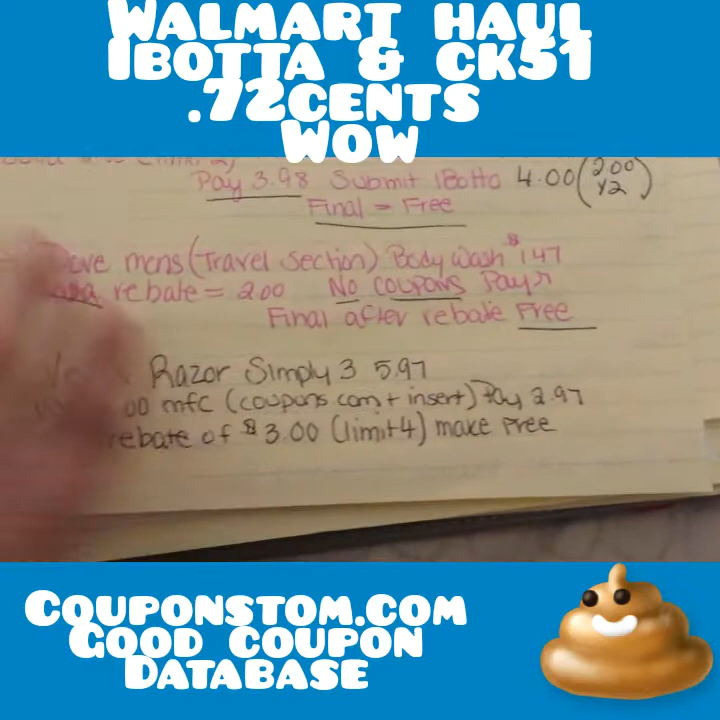 WALMART HAUL
IBOTTA & CK51
.72CENTS
WOW
Pay 3.98 Submit IBotta 4.00 (2.00 x2)
Final = Free
ove mens (Travel Section) Body Wash $1.47
rebate = 2.00 No Coupons Pay
Final after rebate Free
Razor Simply 3 5.97
00 mfc (coupons.com + insert) Pay 2.97
rebate of $3.00 (limit 4) make Free
COUPONSTOM.COM
GOOD COUPON
DATABASE